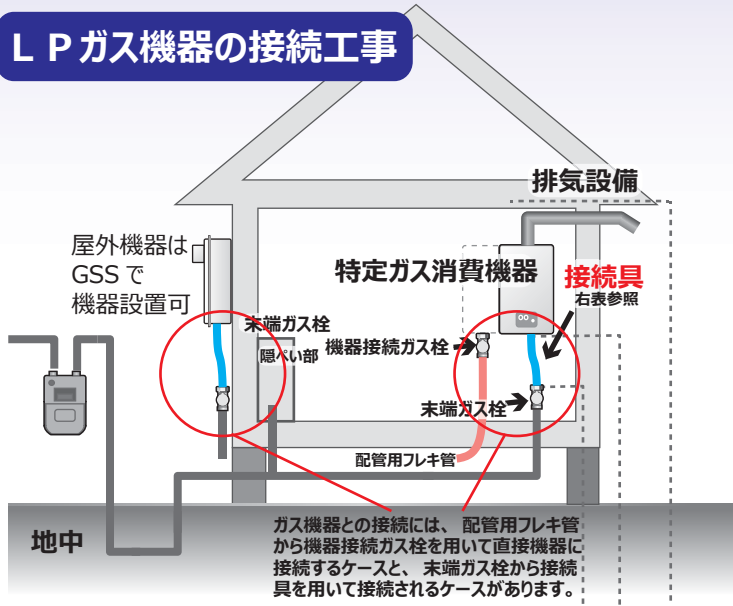 ＬＰガス機器の接続工事
排気設備
屋外機器は
GSSで
機器設置可
特定ガス消費機器
接続具
右表参照
末端ガス栓
隠ぺい部
機器接続ガス栓
末端ガス栓
配管用フレキ管
地中
ガス機器との接続には、配管用フレキ管
から機器接続ガス栓を用いて直接機器に
接続するケースと、末端ガス栓から接続
具を用いて接続されるケースがあります。